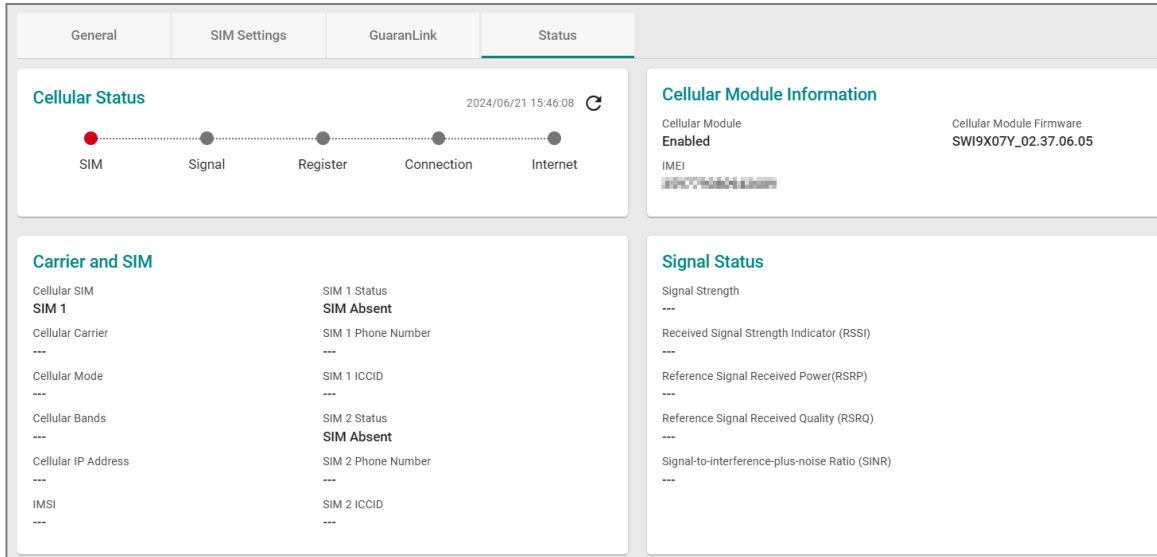 General SIM Settings GuaranLink Status
Cellular Status
2024/06/21 15:46:08
SIM Signal Register Connection Internet
Cellular Module Information
Cellular Module Cellular Module Firmware
Enabled SWI9X07Y_02.37.06.05
IMEI
Carrier and SIM
Cellular SIM SIM 1 Status
SIM 1 SIM Absent
Cellular Carrier SIM 1 Phone Number
--- ---
Cellular Mode SIM 1 ICCID
--- ---
Cellular Bands SIM 2 Status
--- SIM Absent
Cellular IP Address SIM 2 Phone Number
--- ---
IMSI SIM 2 ICCID
--- ---
Signal Status
Signal Strength
---
Received Signal Strength Indicator (RSSI)
---
Reference Signal Received Power(RSRP)
---
Reference Signal Received Quality (RSRQ)
---
Signal-to-interference-plus-noise Ratio (SINR)
---